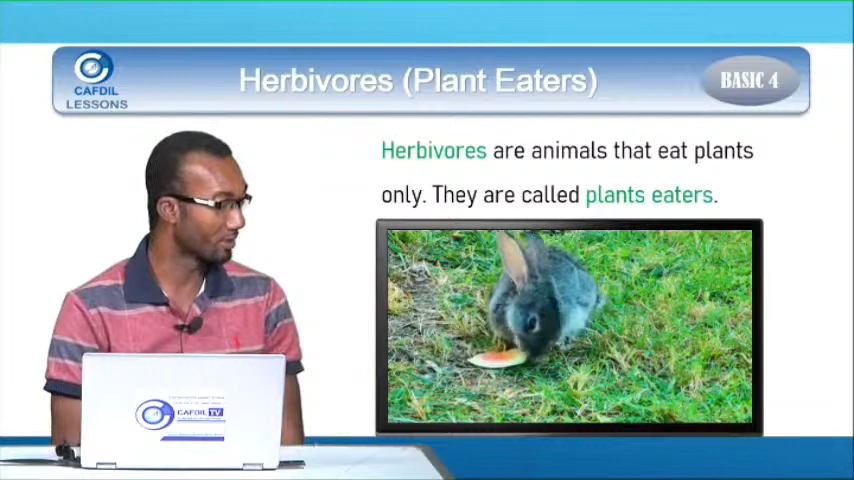 CAFDIL
LESSONS
Herbivores (Plant Eaters)
BASIC 4
Herbivores are animals that eat plants
only. They are called plants eaters.
CAFDIL TV